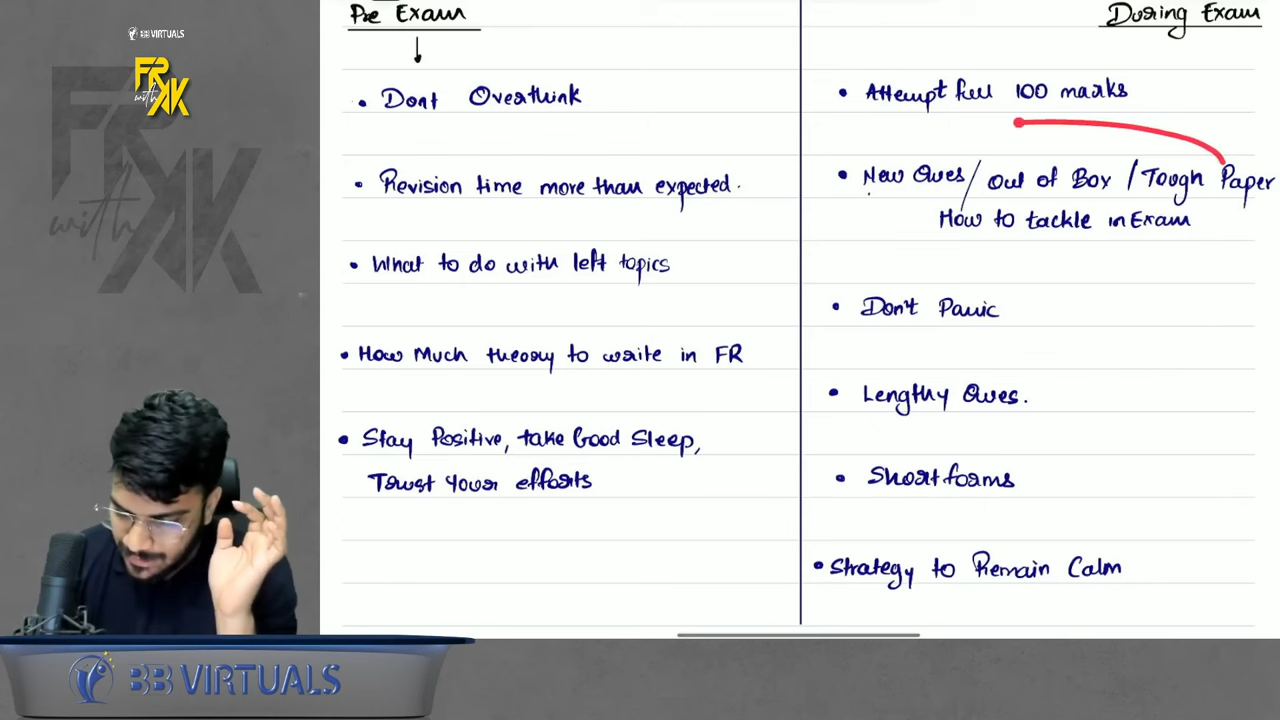 BB VIRTUALS
FR
with AK
Pre Exam
• Dont Overthink
• Revision time more than expected.
• What to do with left topics
• How Much theory to write in FR
• Stay Positive, take Good Sleep,
Trust your efforts
During Exam
• Attempt full 100 marks
• New Ques / Out of Box / Tough Paper
How to tackle in Exam
• Don't Panic
• Lengthy Ques.
• Short forms
• Strategy to Remain Calm
BB VIRTUALS